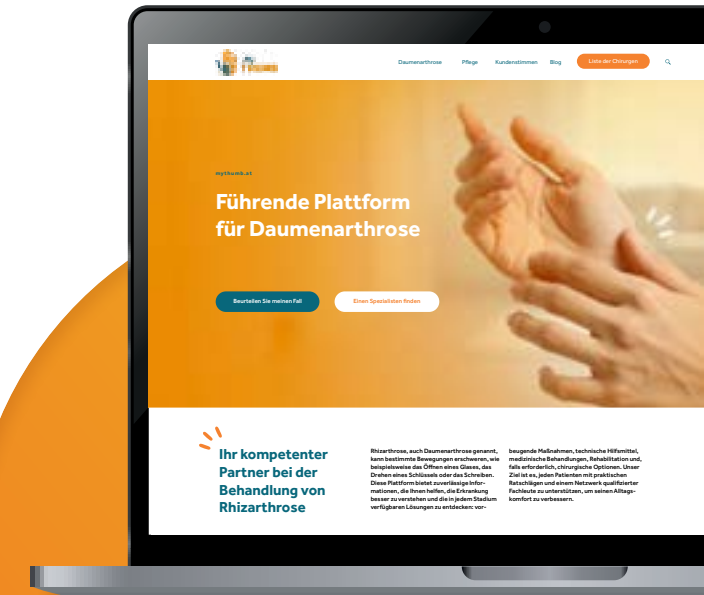 Daumenarthrose Pflege Kundenstimmen Blog Liste der Chirurgen
mythumb.at
Führende Plattform
für Daumenarthrose
Beurteilen Sie meinen Fall Einen Spezialisten finden
Ihr kompetenter
Partner bei der
Behandlung von
Rhizarthrose
Rhizarthrose, auch Daumenarthrose genannt,
kann bestimmte Bewegungen erschweren, wie
beispielsweise das Öffnen eines Glases, das
Drehen eines Schlüssels oder das Schreiben.
Diese Plattform bietet zuverlässige Infor-
mationen, die Ihnen helfen, die Erkrankung
besser zu verstehen und die in jedem Stadium
verfügbaren Lösungen zu entdecken: vor-
beugende Maßnahmen, technische Hilfsmittel,
medizinische Behandlungen, Rehabilitation und,
falls erforderlich, chirurgische Optionen. Unser
Ziel ist es, jeden Patienten mit praktischen
Ratschlägen und einem Netzwerk qualifizierter
Fachleute zu unterstützen, um seinen Alltags-
komfort zu verbessern.